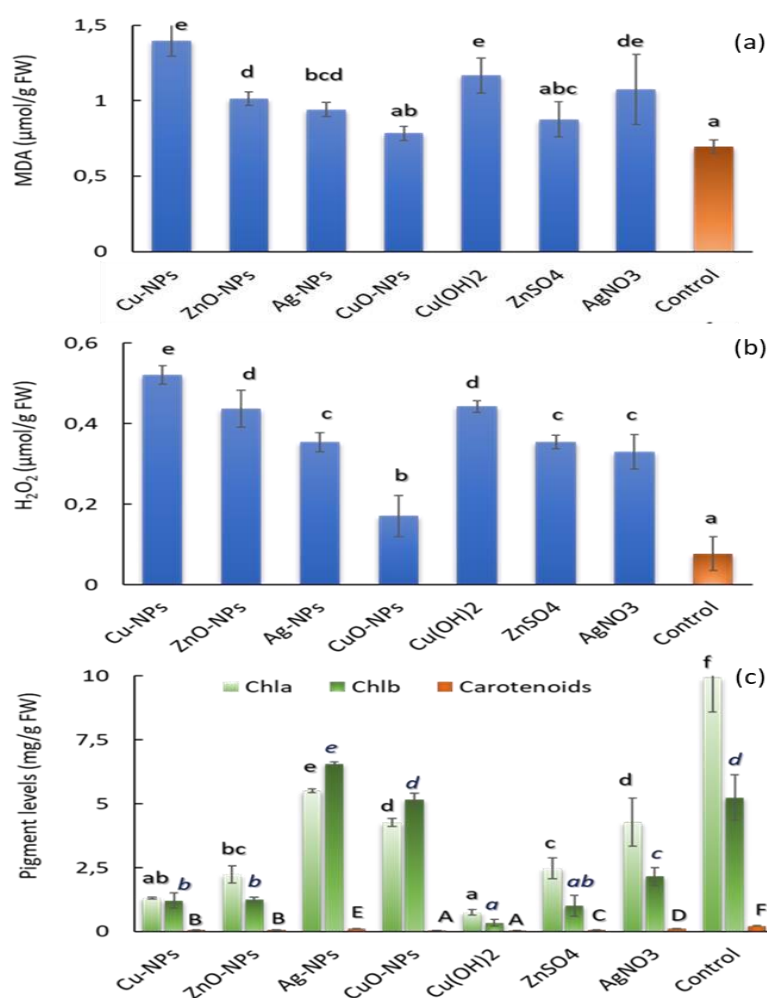 (a)
MDA (µmol/g FW)
1,5
1
0,5
0
e
d
bcd
ab
e
abc
de
a
Cu-NPs
ZnO-NPs
Ag-NPs
CuO-NPs
Cu(OH)2
ZnSO4
AgNO3
Control
(b)
H₂O₂ (µmol/g FW)
0,6
0,4
0,2
0
e
d
c
b
d
c
c
a
Cu-NPs
ZnO-NPs
Ag-NPs
CuO-NPs
Cu(OH)2
ZnSO4
AgNO3
Control
(c)
Pigment levels (mg/g FW)
Chla Chlb Carotenoids
10
7,5
5
2,5
0
ab b B
bc b B
e e E
d d A
a a A
c ab C
d c D
f d F
Cu-NPs
ZnO-NPs
Ag-NPs
CuO-NPs
Cu(OH)2
ZnSO4
AgNO3
Control